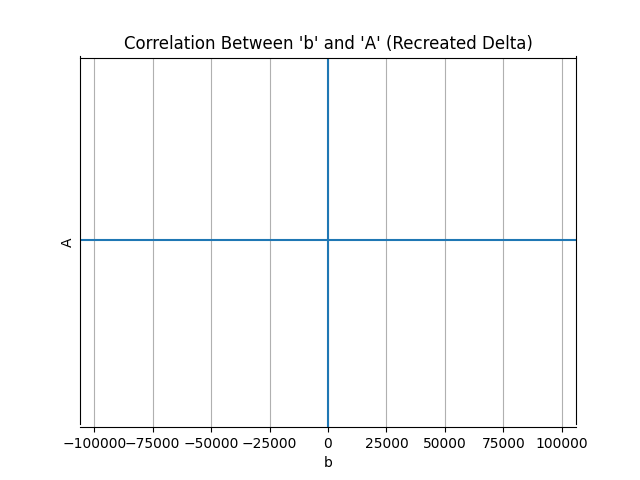 Correlation Between 'b' and 'A' (Recreated Delta)
A
−100000 −75000 −50000 −25000 0 25000 50000 75000 100000
b